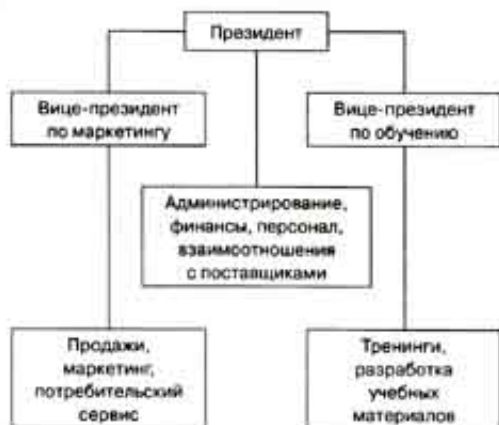 Президент
Вице-президент
по маркетингу
Вице-президент
по обучению
Администрирование,
финансы, персонал,
взаимоотношения
с поставщиками
Продажи,
маркетинг,
потребительский
сервис
Тренинги,
разработка
учебных
материалов